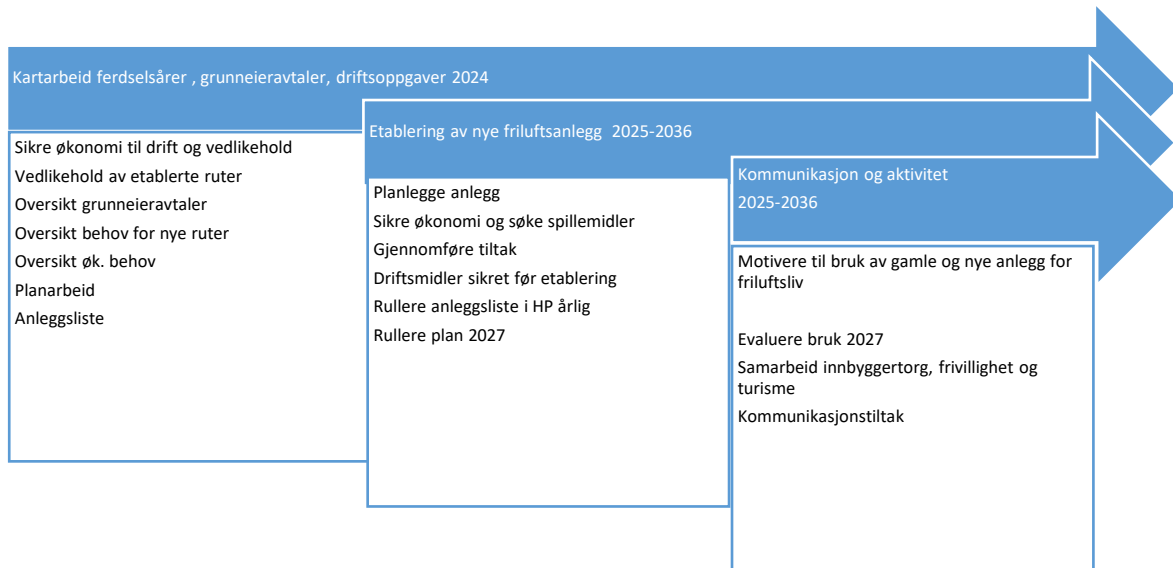 Kartarbeid ferdselsårer , grunneieravtaler, driftsoppgaver 2024
Sikre økonomi til drift og vedlikehold
Vedlikehold av etablerte ruter
Oversikt grunneieravtaler
Oversikt behov for nye ruter
Oversikt øk. behov
Planarbeid
Anleggsliste
Etablering av nye friluftsanlegg 2025-2036
Planlegge anlegg
Sikre økonomi og søke spillemidler
Gjennomføre tiltak
Driftsmidler sikret før etablering
Rullere anleggsliste i HP årlig
Rullere plan 2027
Kommunikasjon og aktivitet
2025-2036
Motivere til bruk av gamle og nye anlegg for
friluftsliv
Evaluere bruk 2027
Samarbeid innbyggertorg, frivillighet og
turisme
Kommunikasjonstiltak